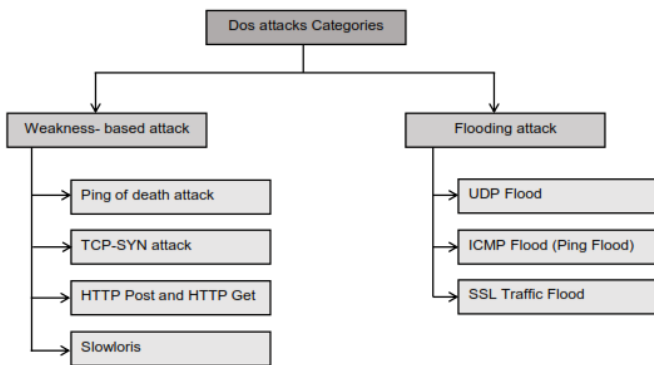 Dos attacks Categories
Weakness- based attack
Ping of death attack
TCP-SYN attack
HTTP Post and HTTP Get
Slowloris
Flooding attack
UDP Flood
ICMP Flood (Ping Flood)
SSL Traffic Flood